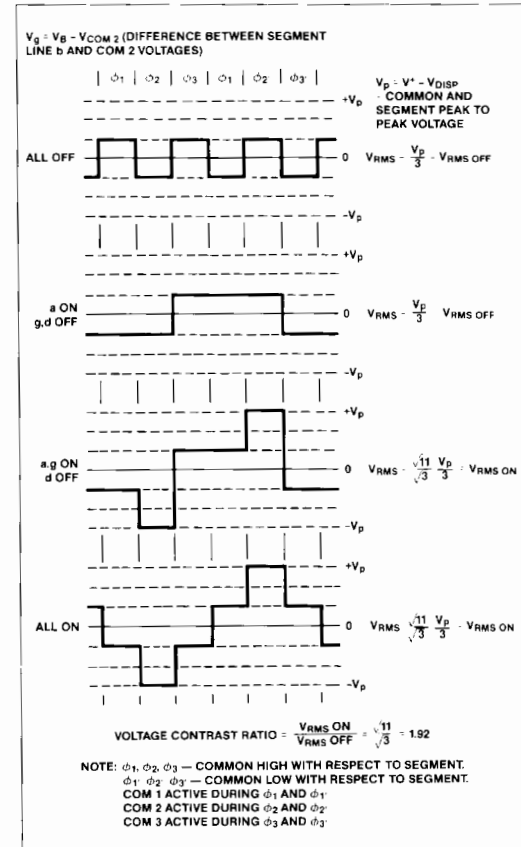 Vg = VB - VCOM 2 (DIFFERENCE BETWEEN SEGMENT
LINE b AND COM 2 VOLTAGES)
ϕ1 ϕ2 ϕ3 ϕ1' ϕ2' ϕ3'
VP = V+ - VDISP
- COMMON AND
SEGMENT PEAK TO
PEAK VOLTAGE
+Vp
ALL OFF
0
VRMS - Vp/3 - VRMS OFF
-Vp
+Vp
a ON
g,d OFF
0
VRMS - Vp/3 VRMS OFF
-Vp
+Vp
a.g ON
d OFF
0
VRMS - √11/√3 Vp/3 - VRMS ON
-Vp
+Vp
ALL ON
0
VRMS √11/√3 Vp/3 - VRMS ON
-Vp
VOLTAGE CONTRAST RATIO = VRMS ON/VRMS OFF = √11/√3 = 1.92
NOTE: ϕ1, ϕ2, ϕ3 — COMMON HIGH WITH RESPECT TO SEGMENT.
ϕ1' ϕ2' ϕ3' — COMMON LOW WITH RESPECT TO SEGMENT.
COM 1 ACTIVE DURING ϕ1 AND ϕ1'
COM 2 ACTIVE DURING ϕ2 AND ϕ2'
COM 3 ACTIVE DURING ϕ3 AND ϕ3'